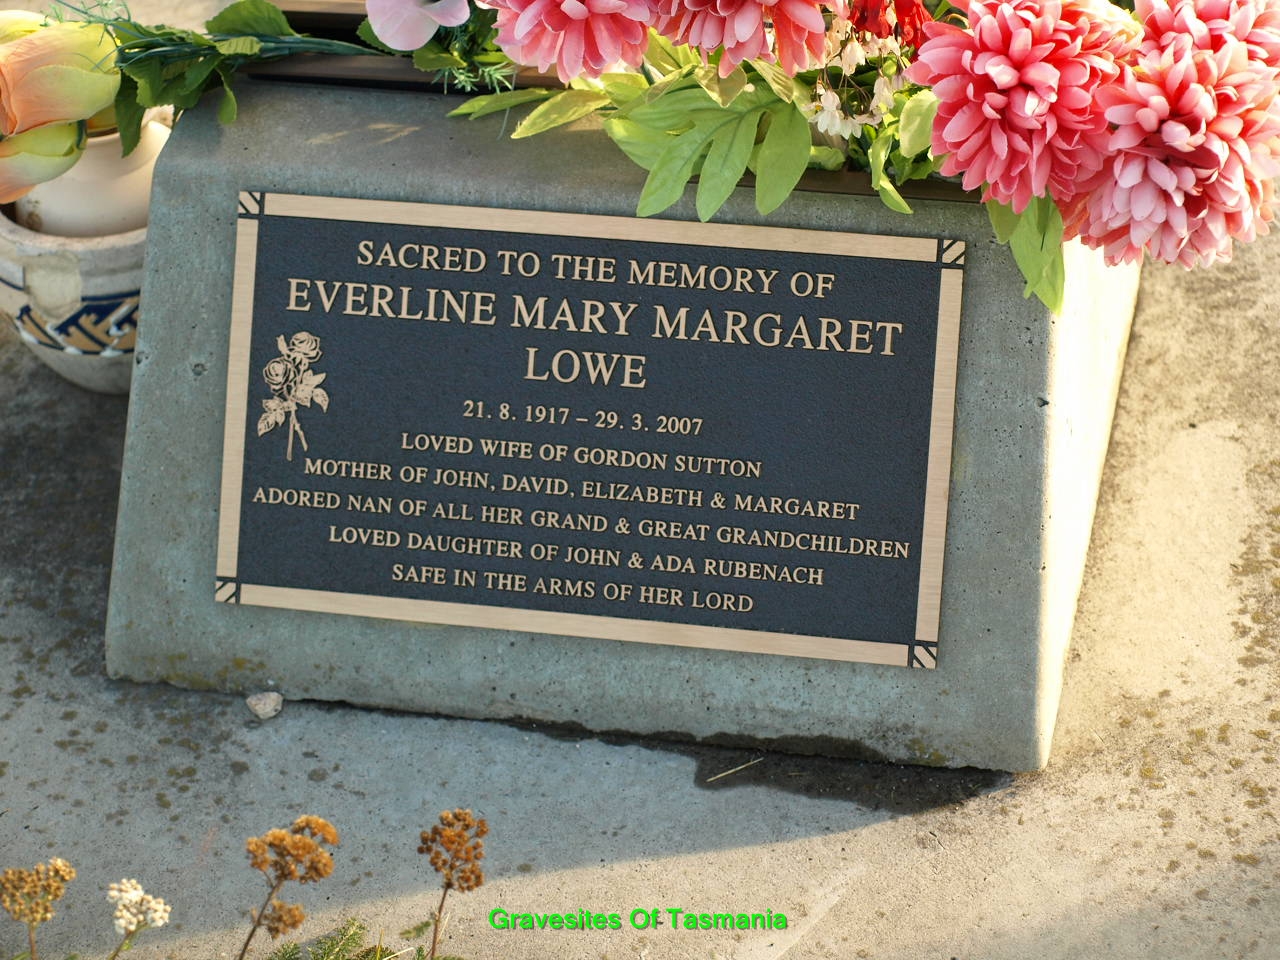 SACRED TO THE MEMORY OF
EVERLINE MARY MARGARET
LOWE
21. 8. 1917 – 29. 3. 2007
LOVED WIFE OF GORDON SUTTON
MOTHER OF JOHN, DAVID, ELIZABETH & MARGARET
ADORED NAN OF ALL HER GRAND & GREAT GRANDCHILDREN
LOVED DAUGHTER OF JOHN & ADA RUBENACH
SAFE IN THE ARMS OF HER LORD
Gravesites Of Tasmania